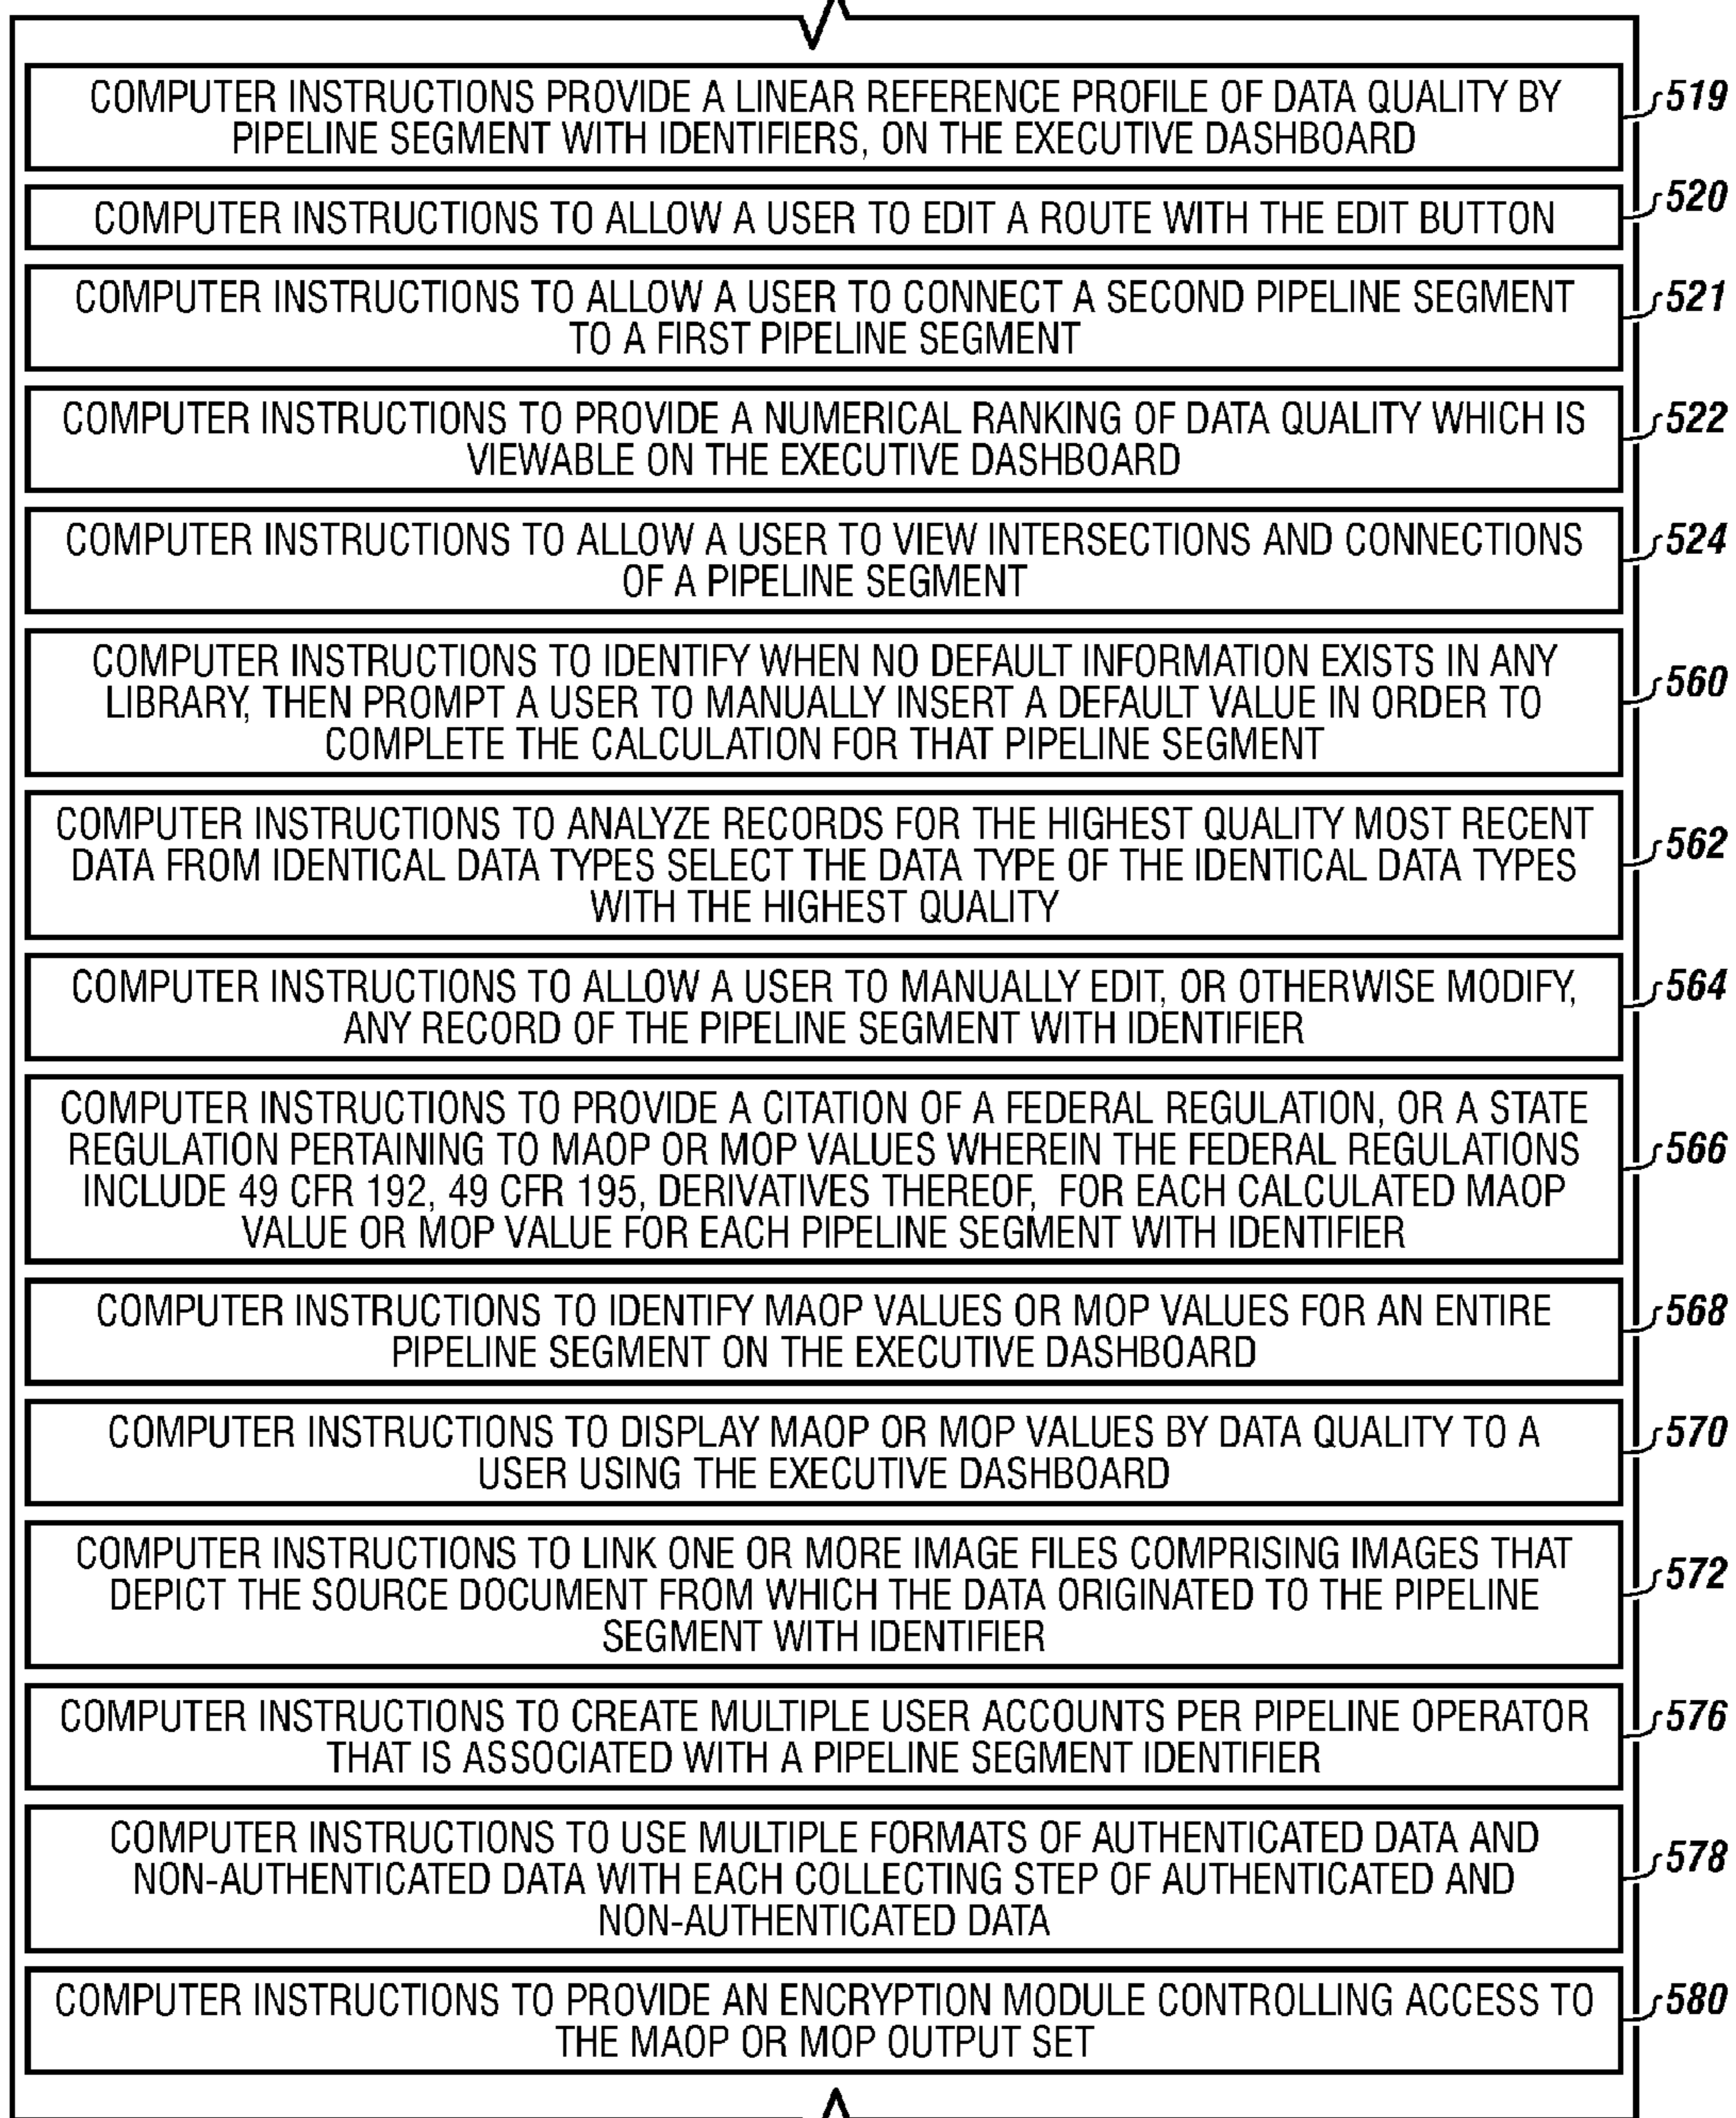 COMPUTER INSTRUCTIONS PROVIDE A LINEAR REFERENCE PROFILE OF DATA QUALITY BY
PIPELINE SEGMENT WITH IDENTIFIERS, ON THE EXECUTIVE DASHBOARD
519
COMPUTER INSTRUCTIONS TO ALLOW A USER TO EDIT A ROUTE WITH THE EDIT BUTTON
520
COMPUTER INSTRUCTIONS TO ALLOW A USER TO CONNECT A SECOND PIPELINE SEGMENT
TO A FIRST PIPELINE SEGMENT
521
COMPUTER INSTRUCTIONS TO PROVIDE A NUMERICAL RANKING OF DATA QUALITY WHICH IS
VIEWABLE ON THE EXECUTIVE DASHBOARD
522
COMPUTER INSTRUCTIONS TO ALLOW A USER TO VIEW INTERSECTIONS AND CONNECTIONS
OF A PIPELINE SEGMENT
524
COMPUTER INSTRUCTIONS TO IDENTIFY WHEN NO DEFAULT INFORMATION EXISTS IN ANY
LIBRARY, THEN PROMPT A USER TO MANUALLY INSERT A DEFAULT VALUE IN ORDER TO
COMPLETE THE CALCULATION FOR THAT PIPELINE SEGMENT
560
COMPUTER INSTRUCTIONS TO ANALYZE RECORDS FOR THE HIGHEST QUALITY MOST RECENT
DATA FROM IDENTICAL DATA TYPES SELECT THE DATA TYPE OF THE IDENTICAL DATA TYPES
WITH THE HIGHEST QUALITY
562
COMPUTER INSTRUCTIONS TO ALLOW A USER TO MANUALLY EDIT, OR OTHERWISE MODIFY,
ANY RECORD OF THE PIPELINE SEGMENT WITH IDENTIFIER
564
COMPUTER INSTRUCTIONS TO PROVIDE A CITATION OF A FEDERAL REGULATION, OR A STATE
REGULATION PERTAINING TO MAOP OR MOP VALUES WHEREIN THE FEDERAL REGULATIONS
INCLUDE 49 CFR 192, 49 CFR 195, DERIVATIVES THEREOF, FOR EACH CALCULATED MAOP
VALUE OR MOP VALUE FOR EACH PIPELINE SEGMENT WITH IDENTIFIER
566
COMPUTER INSTRUCTIONS TO IDENTIFY MAOP VALUES OR MOP VALUES FOR AN ENTIRE
PIPELINE SEGMENT ON THE EXECUTIVE DASHBOARD
568
COMPUTER INSTRUCTIONS TO DISPLAY MAOP OR MOP VALUES BY DATA QUALITY TO A
USER USING THE EXECUTIVE DASHBOARD
570
COMPUTER INSTRUCTIONS TO LINK ONE OR MORE IMAGE FILES COMPRISING IMAGES THAT
DEPICT THE SOURCE DOCUMENT FROM WHICH THE DATA ORIGINATED TO THE PIPELINE
SEGMENT WITH IDENTIFIER
572
COMPUTER INSTRUCTIONS TO CREATE MULTIPLE USER ACCOUNTS PER PIPELINE OPERATOR
THAT IS ASSOCIATED WITH A PIPELINE SEGMENT IDENTIFIER
576
COMPUTER INSTRUCTIONS TO USE MULTIPLE FORMATS OF AUTHENTICATED DATA AND
NON-AUTHENTICATED DATA WITH EACH COLLECTING STEP OF AUTHENTICATED AND
NON-AUTHENTICATED DATA
578
COMPUTER INSTRUCTIONS TO PROVIDE AN ENCRYPTION MODULE CONTROLLING ACCESS TO
THE MAOP OR MOP OUTPUT SET
580